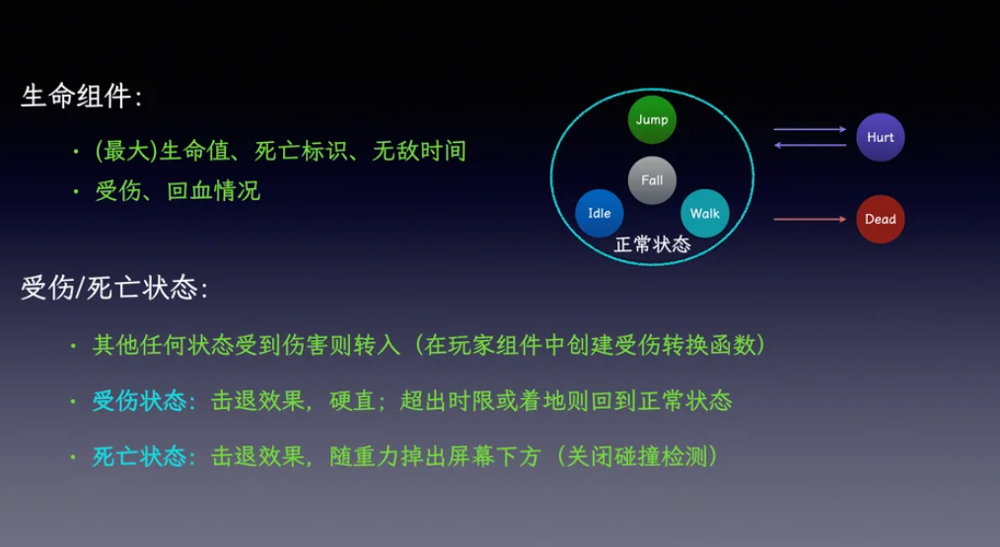 生命组件：
· (最大)生命值、死亡标识、无敌时间
· 受伤、回血情况
Jump
Fall
Idle
Walk
正常状态
Hurt
Dead
受伤/死亡状态：
· 其他任何状态受到伤害则转入（在玩家组件中创建受伤转换函数）
· 受伤状态：击退效果，硬直；超出时限或着地则回到正常状态
· 死亡状态：击退效果，随重力掉出屏幕下方（关闭碰撞检测）